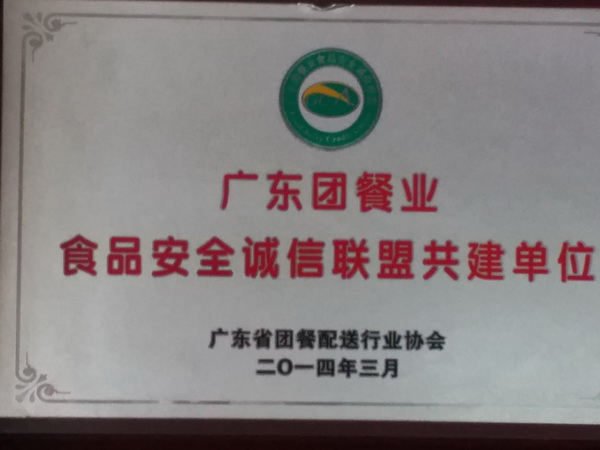 广东团餐业
食品安全诚信联盟共建单位
广东省团餐配送行业协会
二〇一四年三月